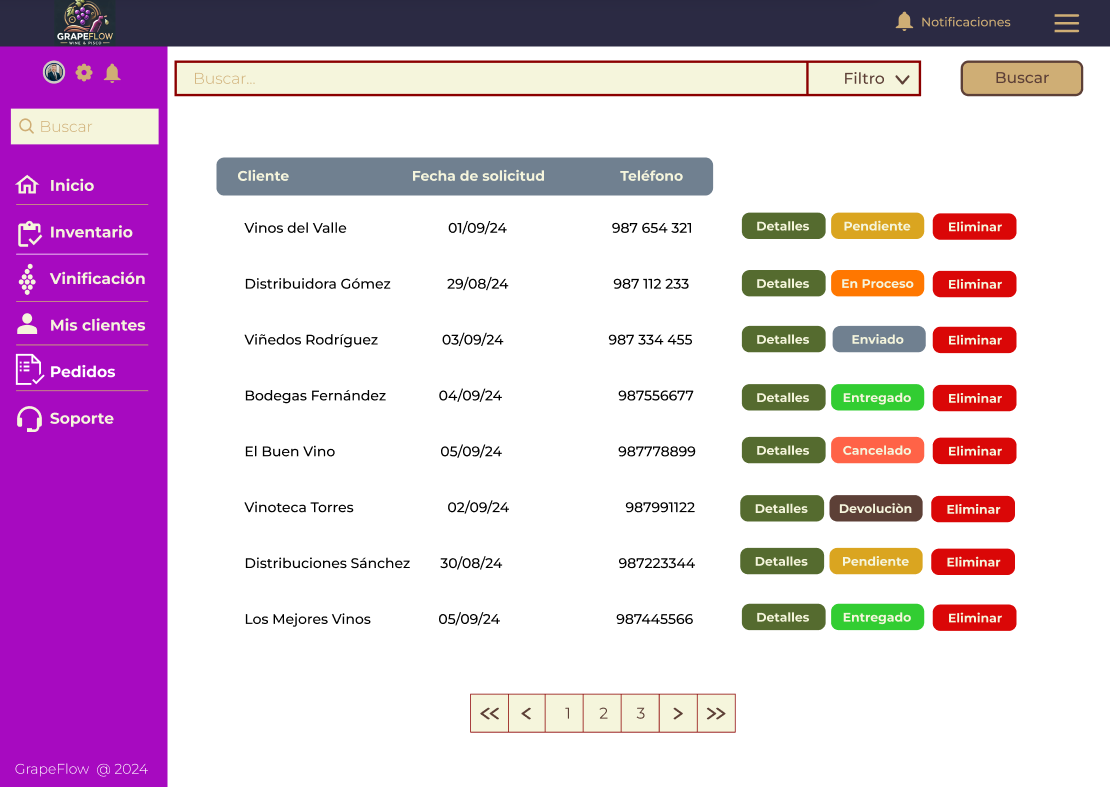 GRAPEFLOW
WINE & PISCO
Notificaciones
Buscar... Filtro Buscar
Buscar
Inicio
Inventario
Vinificación
Mis clientes
Pedidos
Soporte
Cliente Fecha de solicitud Teléfono
Vinos del Valle 01/09/24 987 654 321 Detalles Pendiente Eliminar
Distribuidora Gómez 29/08/24 987 112 233 Detalles En Proceso Eliminar
Viñedos Rodríguez 03/09/24 987 334 455 Detalles Enviado Eliminar
Bodegas Fernández 04/09/24 987556677 Detalles Entregado Eliminar
El Buen Vino 05/09/24 987778899 Detalles Cancelado Eliminar
Vinoteca Torres 02/09/24 987991122 Detalles Devoluciòn Eliminar
Distribuciones Sánchez 30/08/24 987223344 Detalles Pendiente Eliminar
Los Mejores Vinos 05/09/24 987445566 Detalles Entregado Eliminar
<< < 1 2 3 > >>
GrapeFlow @ 2024